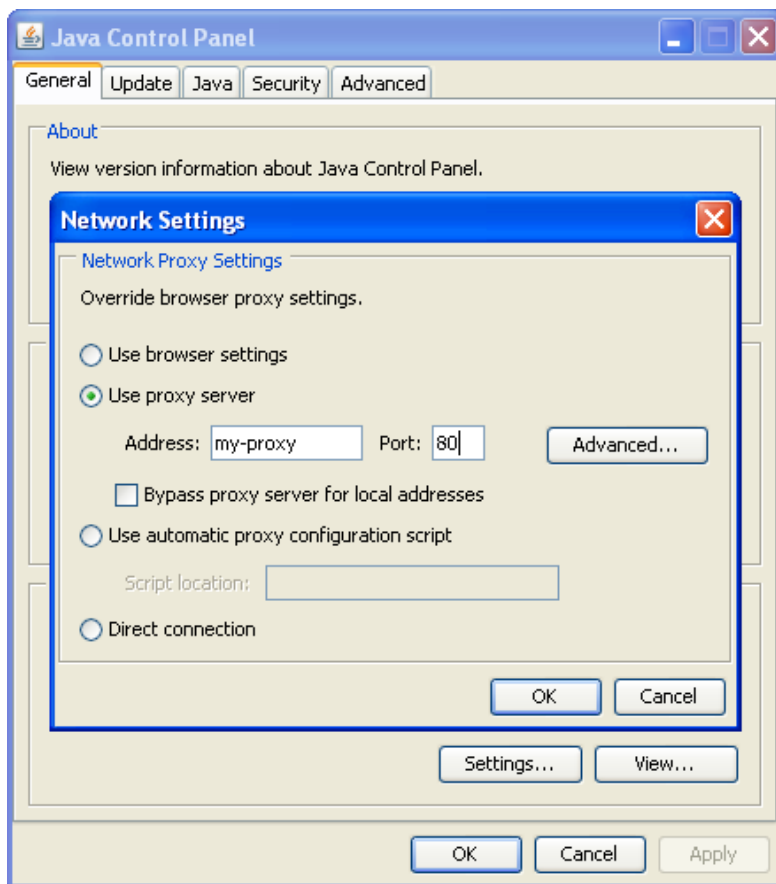 Java Control Panel
General Update Java Security Advanced
About
View version information about Java Control Panel.
Network Settings
Network Proxy Settings
Override browser proxy settings.
Use browser settings
Use proxy server
Address: my-proxy Port: 80 Advanced...
Bypass proxy server for local addresses
Use automatic proxy configuration script
Script location:
Direct connection
OK Cancel
Settings... View...
OK Cancel Apply